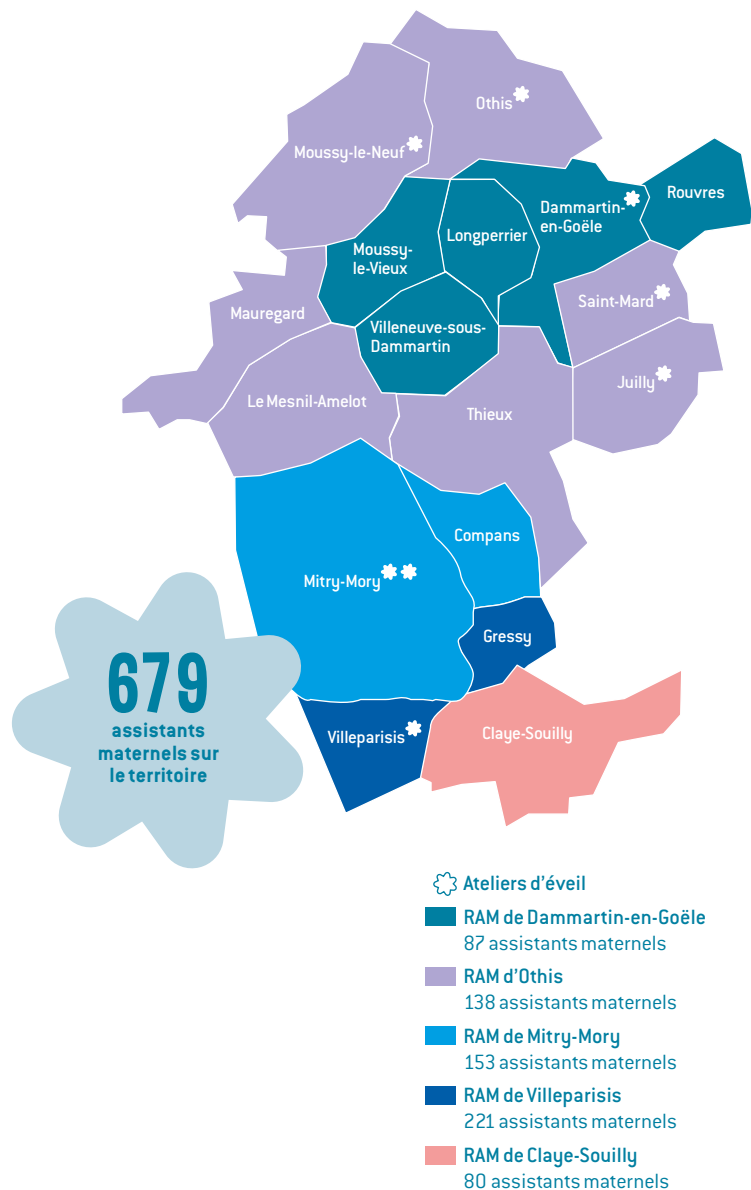 Othis
Moussy-le-Neuf
Rouvres
Dammartin-
en-Goële
Longperrier
Moussy-
le-Vieux
Saint-Mard
Mauregard
Villeneuve-sous-
Dammartin
Juilly
Le Mesnil-Amelot
Thieux
Compans
Mitry-Mory
Gressy
679
assistants
maternels sur
le territoire
Villeparisis
Claye-Souilly
Ateliers d'éveil
RAM de Dammartin-en-Goële
87 assistants maternels
RAM d'Othis
138 assistants maternels
RAM de Mitry-Mory
153 assistants maternels
RAM de Villeparisis
221 assistants maternels
RAM de Claye-Souilly
80 assistants maternels